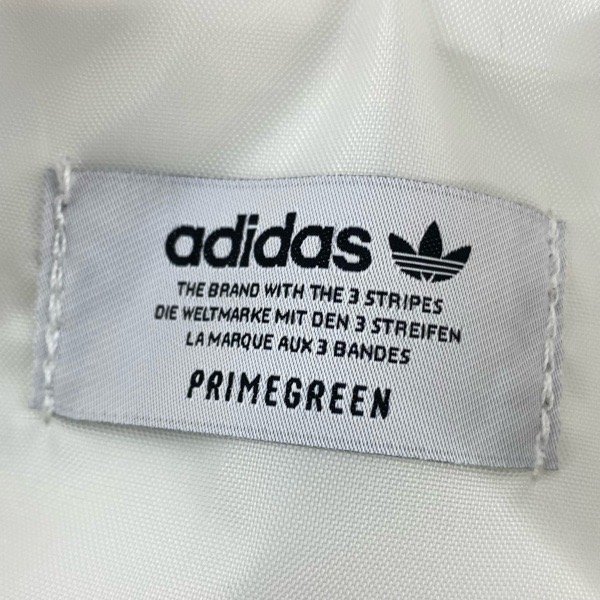 adidas
THE BRAND WITH THE 3 STRIPES
DIE WELTMARKE MIT DEN 3 STREIFEN
LA MARQUE AUX 3 BANDES
PRIMEGREEN